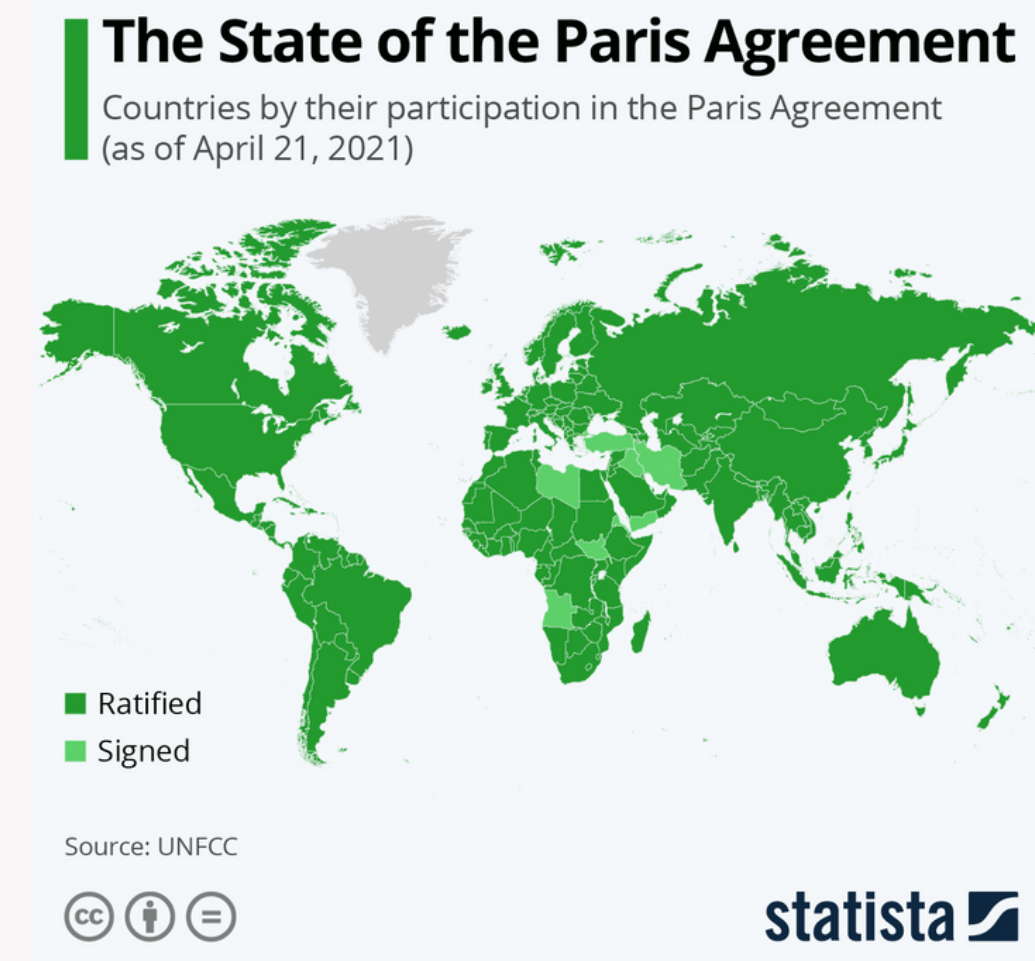 The State of the Paris Agreement
Countries by their participation in the Paris Agreement
(as of April 21, 2021)
Ratified
Signed
Source: UNFCC
cc
=
statista